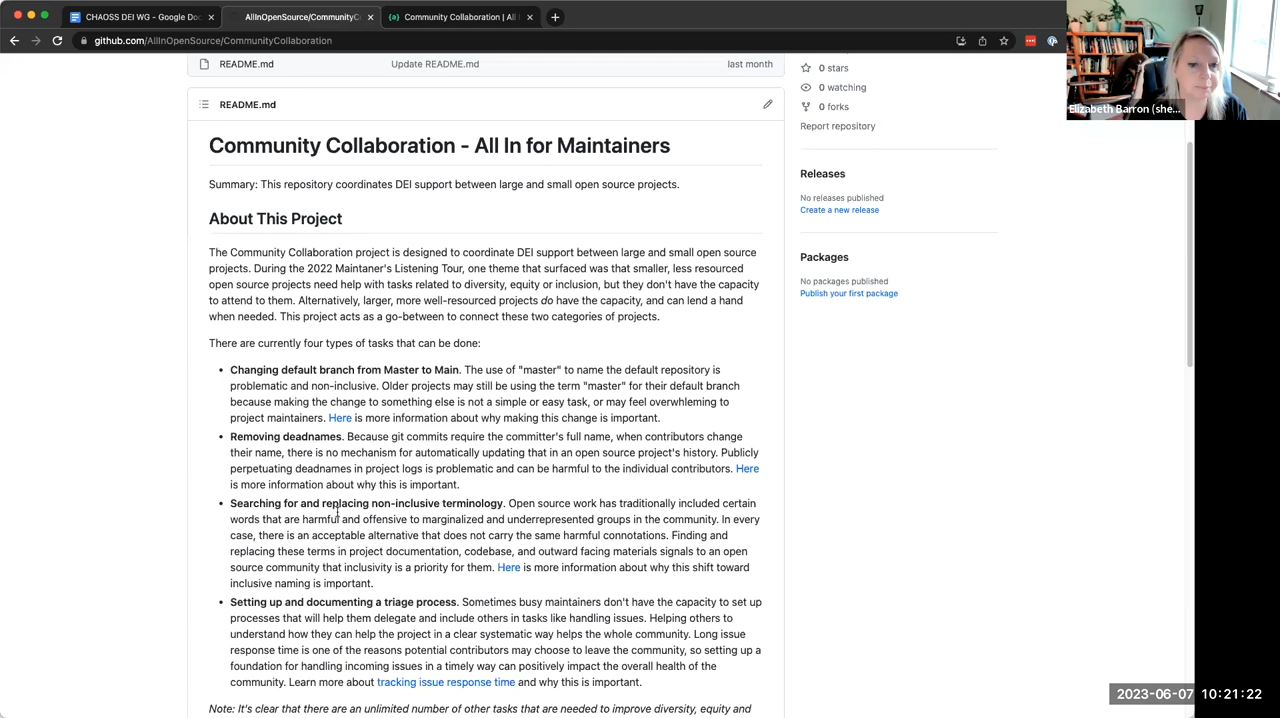 CHAOSS DEI WG - Google Doc
AllInOpenSource/CommunityC
Community Collaboration | All I
github.com/AllInOpenSource/CommunityCollaboration
Elizabeth Barron (she...
README.md Update README.md last month
0 stars
0 watching
0 forks
Report repository
README.md
Community Collaboration - All In for Maintainers
Summary: This repository coordinates DEI support between large and small open source projects.
About This Project
The Community Collaboration project is designed to coordinate DEI support between large and small open source
projects. During the 2022 Maintaner's Listening Tour, one theme that surfaced was that smaller, less resourced
open source projects need help with tasks related to diversity, equity or inclusion, but they don't have the capacity
to attend to them. Alternatively, larger, more well-resourced projects do have the capacity, and can lend a hand
when needed. This project acts as a go-between to connect these two categories of projects.
There are currently four types of tasks that can be done:
• Changing default branch from Master to Main. The use of "master" to name the default repository is
problematic and non-inclusive. Older projects may still be using the term "master" for their default branch
because making the change to something else is not a simple or easy task, or may feel overwhleming to
project maintainers. Here is more information about why making this change is important.
• Removing deadnames. Because git commits require the committer's full name, when contributors change
their name, there is no mechanism for automatically updating that in an open source project's history. Publicly
perpetuating deadnames in project logs is problematic and can be harmful to the individual contributors. Here
is more information about why this is important.
• Searching for and replacing non-inclusive terminology. Open source work has traditionally included certain
words that are harmful and offensive to marginalized and underrepresented groups in the community. In every
case, there is an acceptable alternative that does not carry the same harmful connotations. Finding and
replacing these terms in project documentation, codebase, and outward facing materials signals to an open
source community that inclusivity is a priority for them. Here is more information about why this shift toward
inclusive naming is important.
• Setting up and documenting a triage process. Sometimes busy maintainers don't have the capacity to set up
processes that will help them delegate and include others in tasks like handling issues. Helping others to
understand how they can help the project in a clear systematic way helps the whole community. Long issue
response time is one of the reasons potential contributors may choose to leave the community, so setting up a
foundation for handling incoming issues in a timely way can positively impact the overall health of the
community. Learn more about tracking issue response time and why this is important.
Note: It's clear that there are an unlimited number of other tasks that are needed to improve diversity, equity and
Releases
No releases published
Create a new release
Packages
No packages published
Publish your first package
2023-06-07 10:21:22